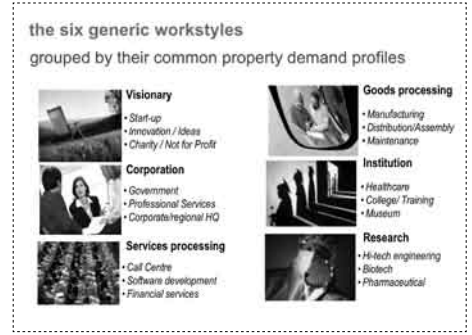 the six generic workstyles
grouped by their common property demand profiles
Visionary
• Start-up
• Innovation / Ideas
• Charity / Not for Profit
Corporation
• Government
• Professional Services
• Corporate/regional HQ
Services processing
• Call Centre
• Software development
• Financial services
Goods processing
• Manufacturing
• Distribution/Assembly
• Maintenance
Institution
• Healthcare
• College/ Training
• Museum
Research
• Hi-tech engineering
• Biotech
• Pharmaceutical